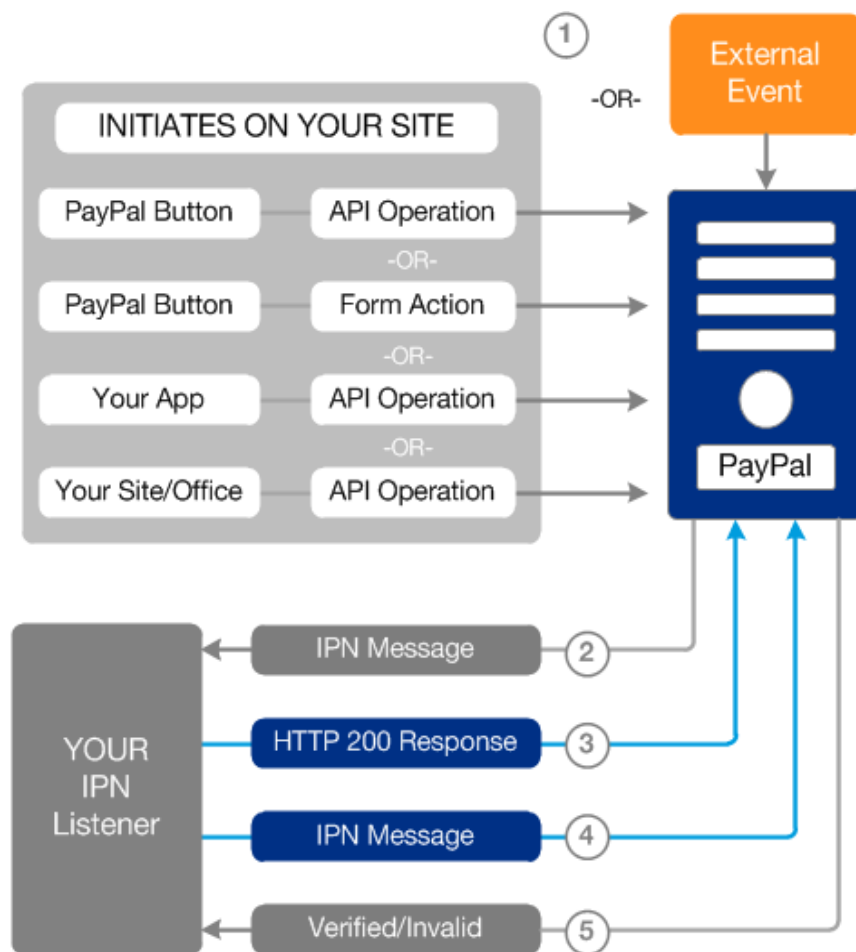 1
External
Event
-OR-
INITIATES ON YOUR SITE
PayPal Button
API Operation
-OR-
PayPal Button
Form Action
-OR-
Your App
API Operation
-OR-
Your Site/Office
API Operation
PayPal
YOUR
IPN
Listener
IPN Message
2
HTTP 200 Response
3
IPN Message
4
Verified/Invalid
5